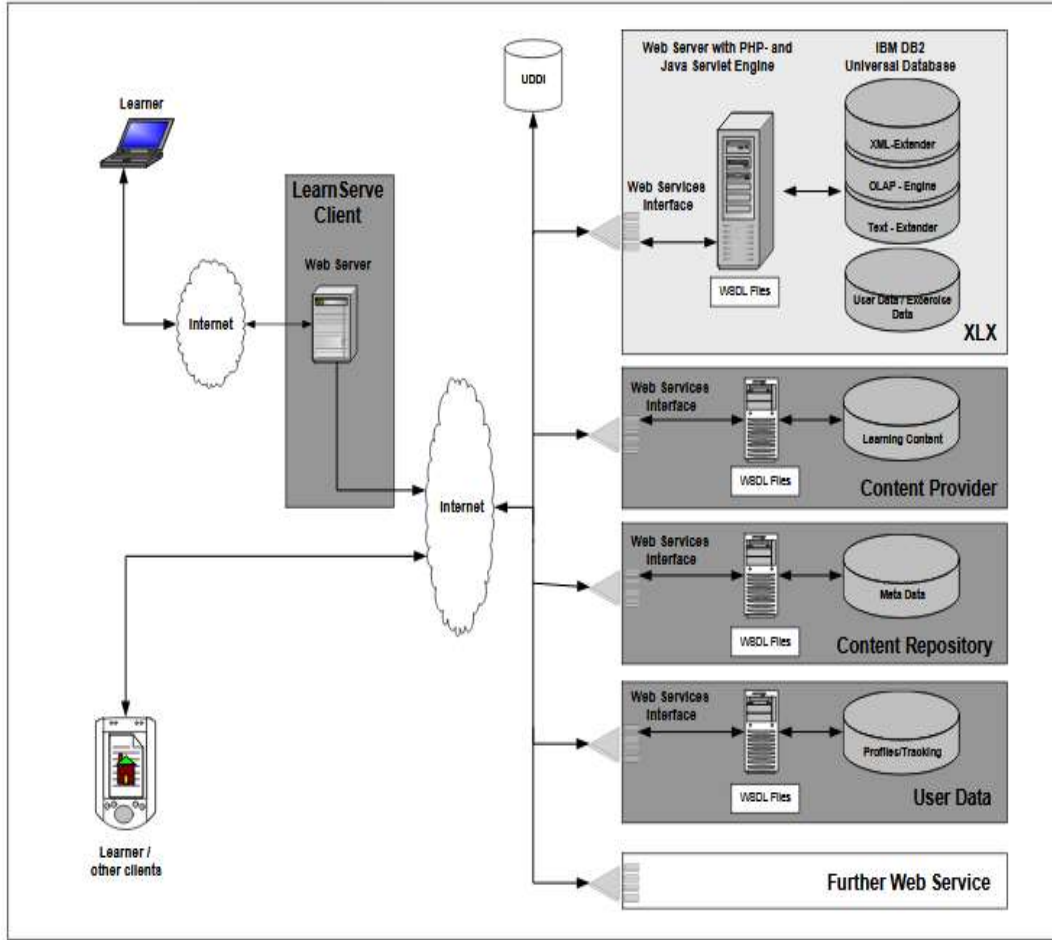 UDDI
Web Server with PHP- and
Java Servlet Engine
IBM DB2
Universal Database
XML-Extender
OLAP - Engine
Text - Extender
Web Services
Interface
WSDL Files
User Data / Excercise
Data
XLX
Learner
LearnServe
Client
Web Server
Internet
Web Services
Interface
WSDL Files
Learning Content
Content Provider
Internet
Web Services
Interface
WSDL Files
Meta Data
Content Repository
Web Services
Interface
WSDL Files
Profiles/Tracking
User Data
Learner /
other clients
Further Web Service